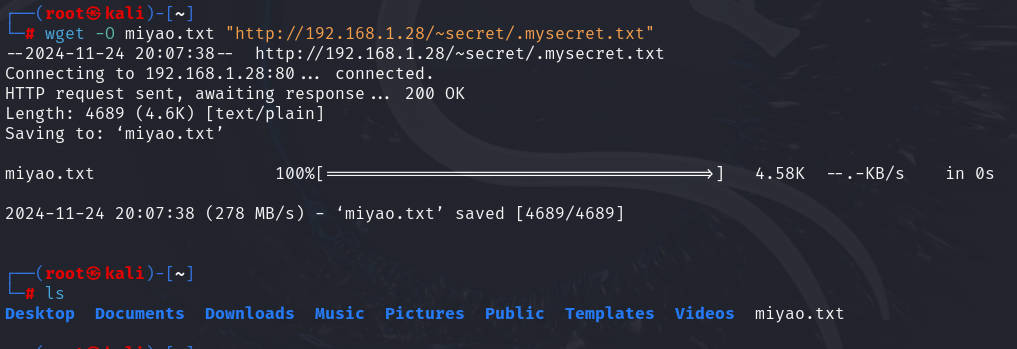 ┌──(root㉿kali)-[~]
└─# wget -O miyao.txt "http://192.168.1.28/~secret/.mysecret.txt"
--2024-11-24 20:07:38--  http://192.168.1.28/~secret/.mysecret.txt
Connecting to 192.168.1.28:80... connected.
HTTP request sent, awaiting response... 200 OK
Length: 4689 (4.6K) [text/plain]
Saving to: ‘miyao.txt’
miyao.txt 100%[=======================================>] 4.58K --.-KB/s in 0s
2024-11-24 20:07:38 (278 MB/s) - ‘miyao.txt’ saved [4689/4689]
┌──(root㉿kali)-[~]
└─# ls
Desktop Documents Downloads Music Pictures Public Templates Videos miyao.txt